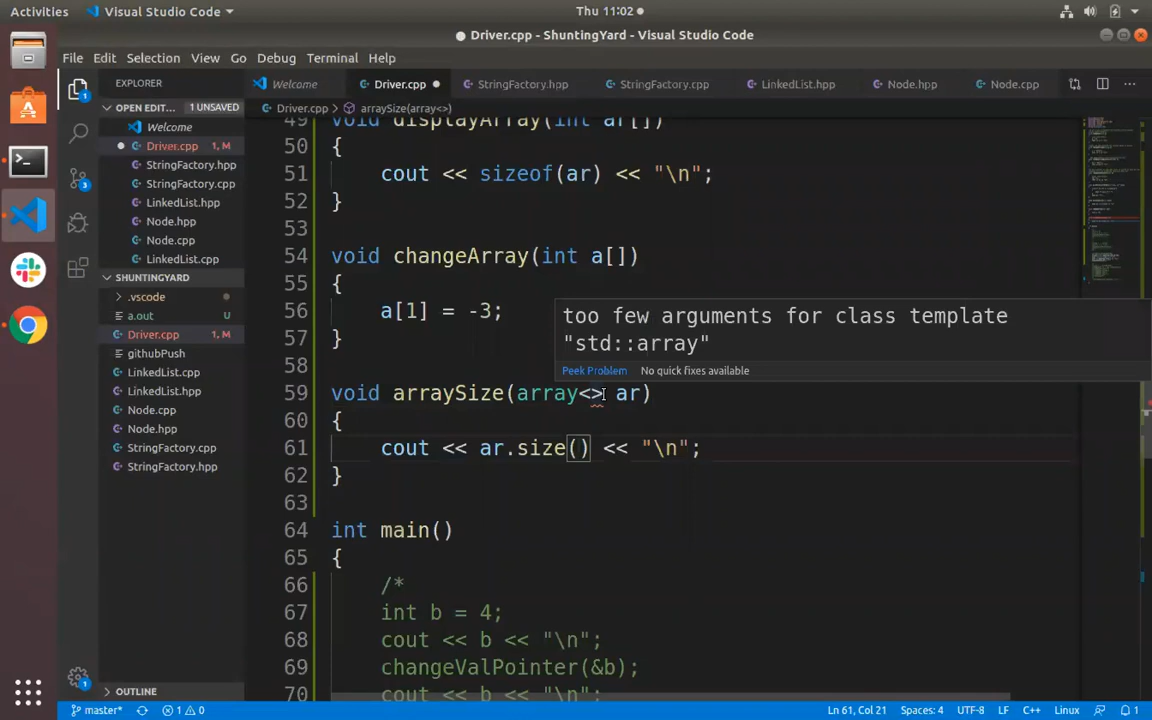 Activities
Visual Studio Code
Thu 11:02
Driver.cpp - ShuntingYard - Visual Studio Code
File Edit Selection View Go Debug Terminal Help
EXPLORER
Welcome
Driver.cpp
StringFactory.hpp
StringFactory.cpp
LinkedList.hpp
Node.hpp
Node.cpp
OPEN EDIT... 1 UNSAVED
Driver.cpp > arraySize(array<>)
Welcome
Driver.cpp 1, M
StringFactory.hpp
StringFactory.cpp
LinkedList.hpp
Node.hpp
Node.cpp
LinkedList.cpp
SHUNTINGYARD
.vscode
a.out U
Driver.cpp 1, M
githubPush
LinkedList.cpp
LinkedList.hpp
Node.cpp
Node.hpp
StringFactory.cpp
StringFactory.hpp
OUTLINE
49 void displayArray(int ar[])
50 {
51 cout << sizeof(ar) << "\n";
52 }
53
54 void changeArray(int a[])
55 {
56 a[1] = -3;
57 }
58
59 void arraySize(array<> ar)
60 {
61 cout << ar.size() << "\n";
62 }
63
64 int main()
65 {
66 /*
67 int b = 4;
68 cout << b << "\n";
69 changeValPointer(&b);
70 cout << b << "\n";
too few arguments for class template
"std::array"
Peek Problem No quick fixes available
1
3
1
master* 1 0 Ln 61, Col 21 Spaces: 4 UTF-8 LF C++ Linux 1